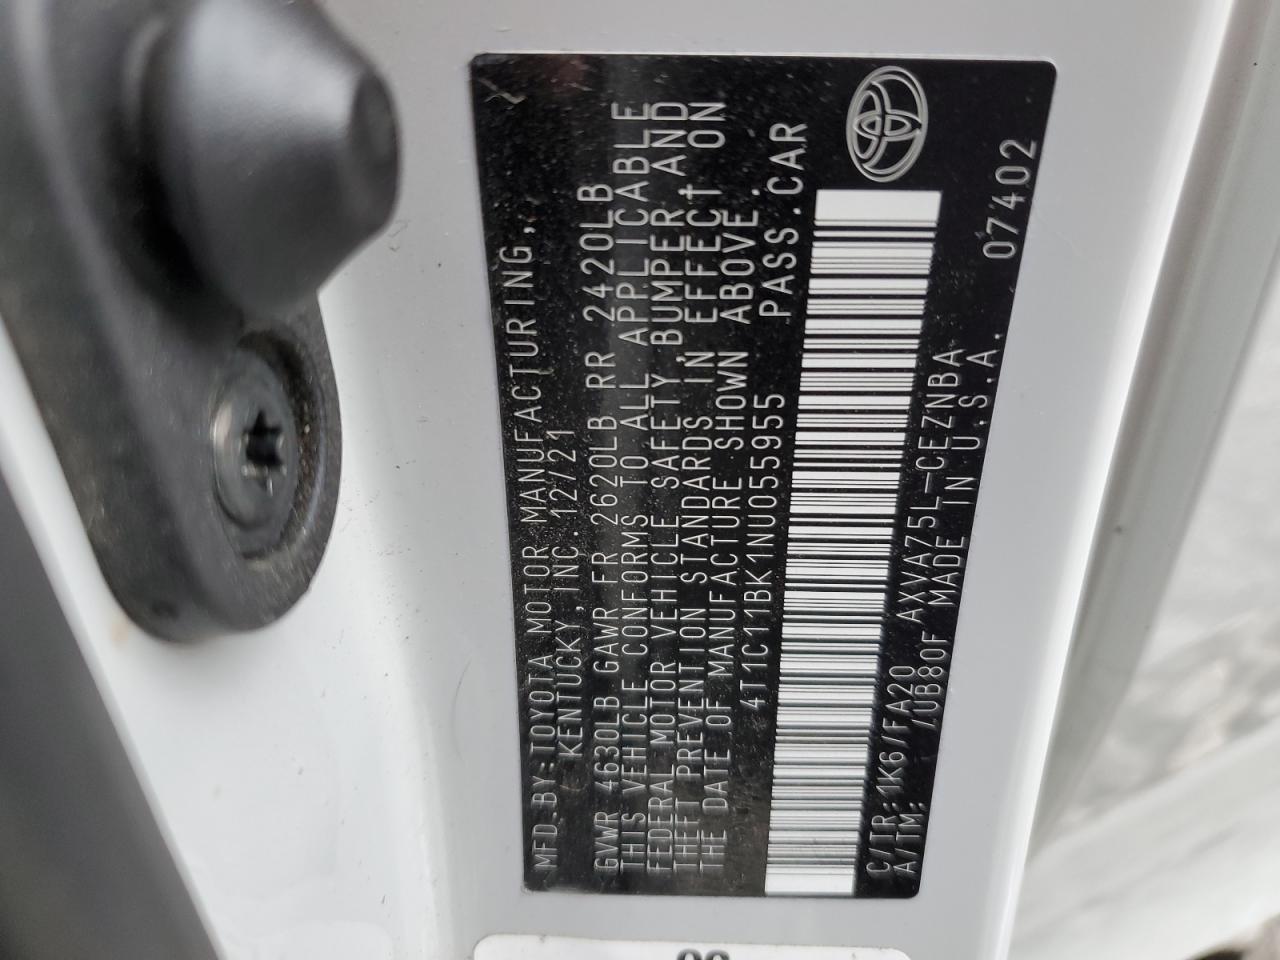 MFD.BY:TOYOTA MOTOR MANUFACTURING,
KENTUCKY,INC.12/21
GVWR 4630LB GAWR FR 2620LB RR 2420LB
THIS VEHICLE CONFORMS TO ALL APPLICABLE
FEDERAL MOTOR VEHICLE SAFETY, BUMPER, AND
THEFT PREVENTION STANDARDS IN EFFECT ON
THE DATE OF MANUFACTURE SHOWN ABOVE.
4T1C11BK1NU055955 PASS.CAR
C/TR:1K6/FA20 AXVA75L-CEZNBA
A/TM: /UB80F MADE IN U.S.A.
07402